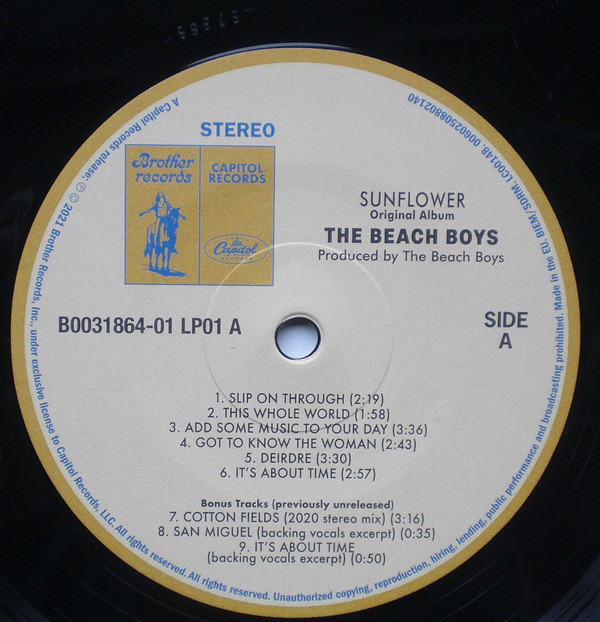 STEREO
Brother
records
CAPITOL
RECORDS
Capitol
RECORDS
SUNFLOWER
Original Album
THE BEACH BOYS
Produced by The Beach Boys
B0031864-01 LP01 A
SIDE
A
1. SLIP ON THROUGH (2:19)
2. THIS WHOLE WORLD (1:58)
3. ADD SOME MUSIC TO YOUR DAY (3:36)
4. GOT TO KNOW THE WOMAN (2:43)
5. DEIRDRE (3:30)
6. IT'S ABOUT TIME (2:57)
Bonus Tracks (previously unreleased)
7. COTTON FIELDS (2020 stereo mix) (3:16)
8. SAN MIGUEL (backing vocals excerpt) (0:35)
9. IT'S ABOUT TIME
(backing vocals excerpt) (0:50)
A Capitol Records release; ℗ © 2021 Brother Records, Inc., under exclusive license to Capitol Records, LLC. All rights reserved. All rights reserved. Unauthorized copying, reproduction, hiring, lending, public performance and broadcasting prohibited. Made in the EU. BIEM/SDRM. LC00148. 00602508802140